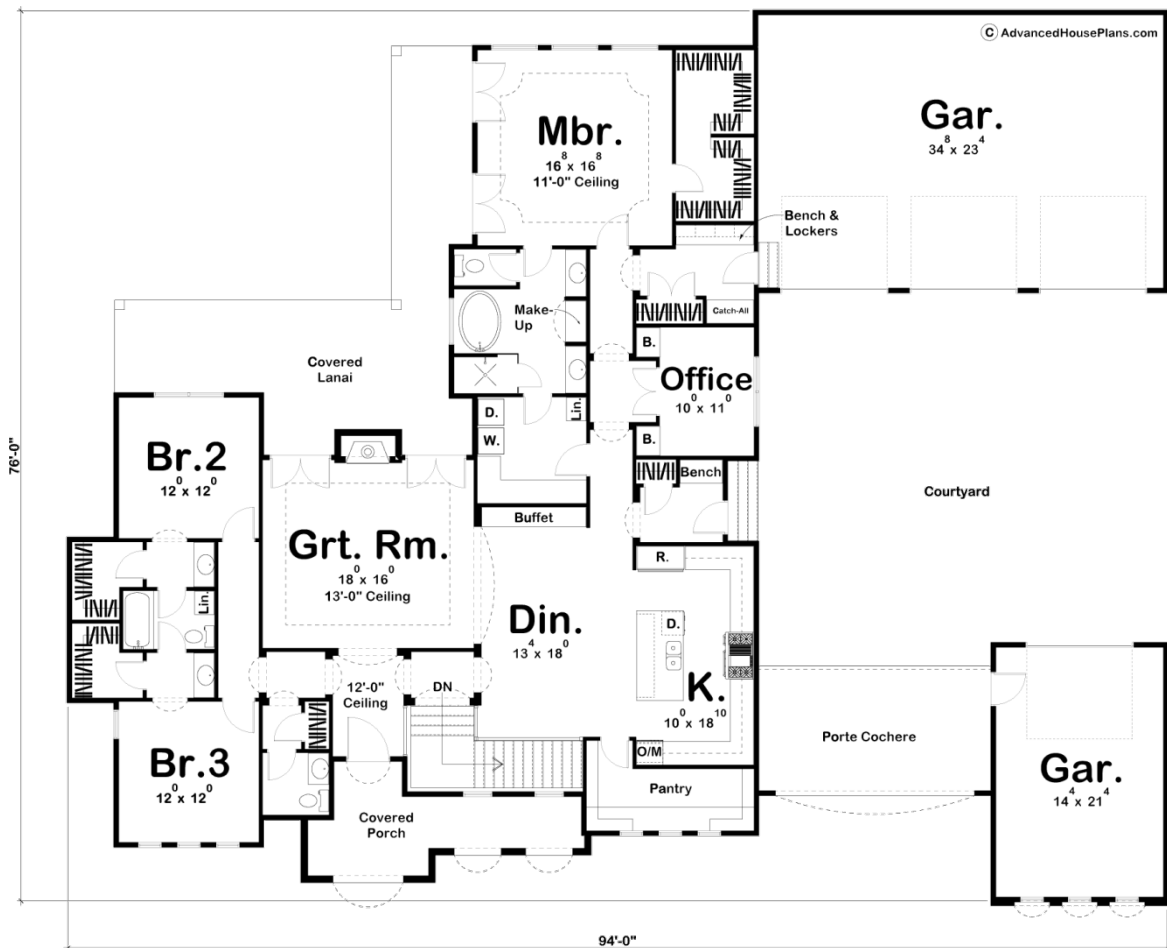 © AdvancedHousePlans.com
Gar.
34⁸ x 23⁴
Mbr.
16⁸ x 16⁸
11'-0" Ceiling
Bench &
Lockers
Make-
Up
Catch-All
B.
Office
10⁰ x 11⁰
B.
Covered
Lanai
D.
W.
Lin.
76'-0"
Br.2
12⁰ x 12⁰
Bench
Courtyard
Buffet
Grt. Rm.
18⁰ x 16⁰
13'-0" Ceiling
R.
Lin.
Din.
13⁴ x 18⁰
D.
K.
10⁰ x 18¹⁰
O/M
12'-0"
Ceiling
DN
Porte Cochere
Br.3
12⁰ x 12⁰
Gar.
14⁴ x 21⁴
Pantry
Covered
Porch
94'-0"